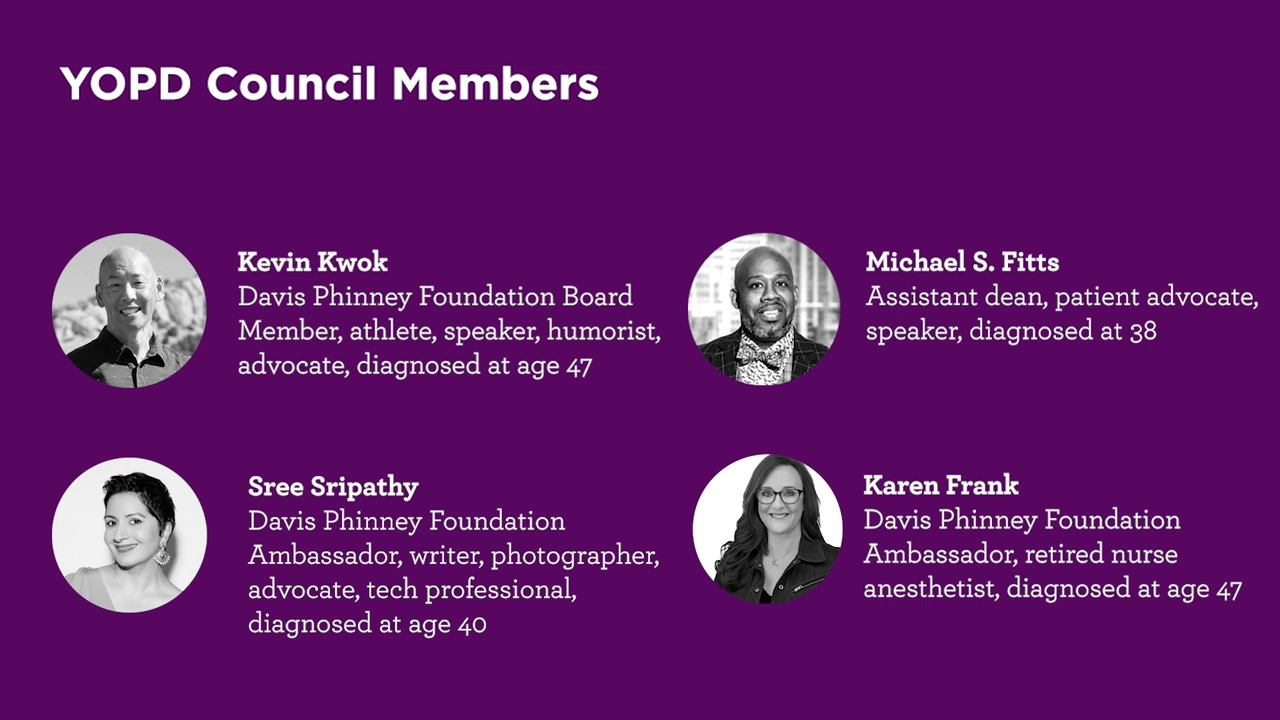 YOPD Council Members
Kevin Kwok
Davis Phinney Foundation Board
Member, athlete, speaker, humorist,
advocate, diagnosed at age 47
Michael S. Fitts
Assistant dean, patient advocate,
speaker, diagnosed at 38
Sree Sripathy
Davis Phinney Foundation
Ambassador, writer, photographer,
advocate, tech professional,
diagnosed at age 40
Karen Frank
Davis Phinney Foundation
Ambassador, retired nurse
anesthetist, diagnosed at age 47